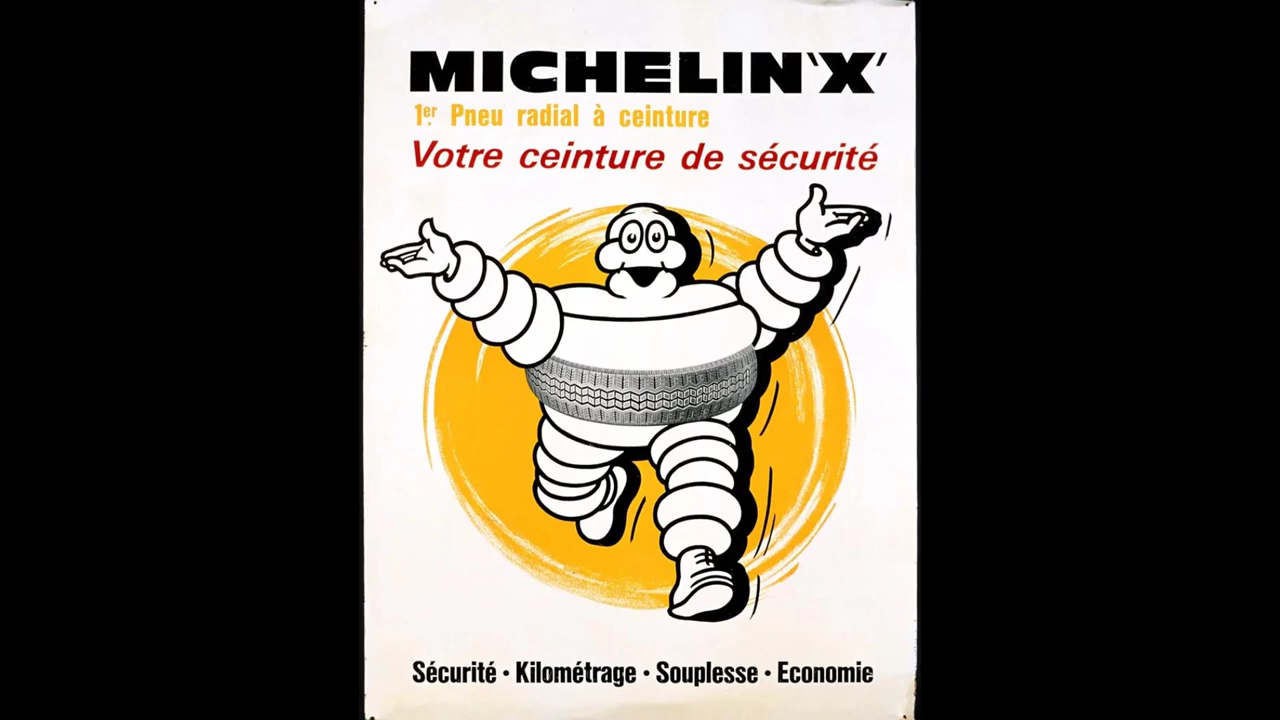 MICHELIN 'X'
1er Pneu radial à ceinture
Votre ceinture de sécurité
Sécurité • Kilométrage • Souplesse • Economie